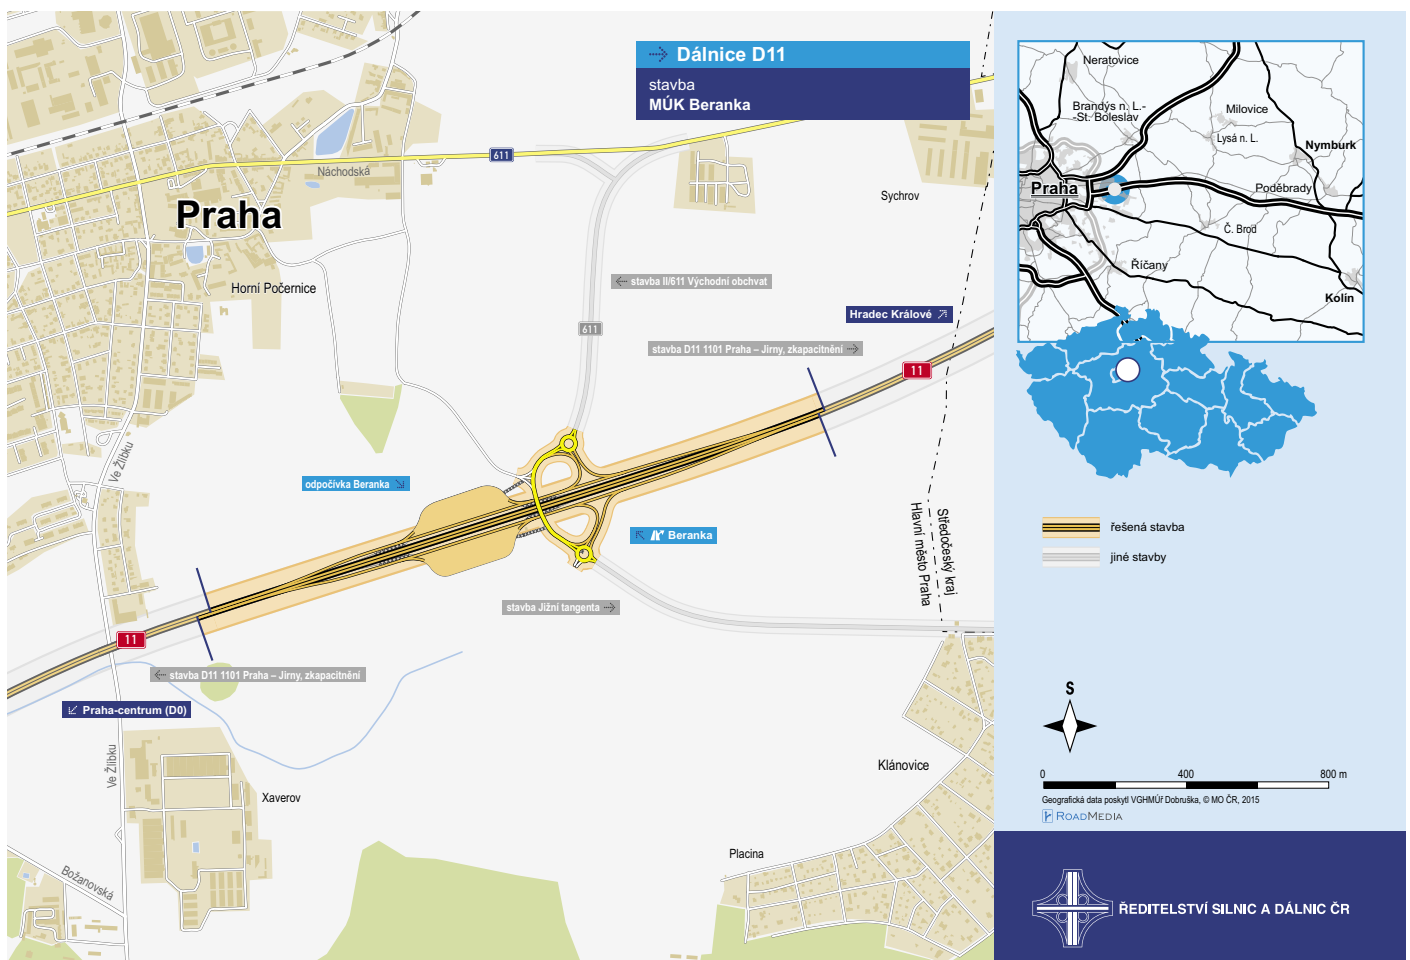 Dálnice D11
stavba
MÚK Beranka
611
Náchodská
Praha
Sychrov
Horní Počernice
stavba II/611 Východní obchvat
611
Hradec Králové
stavba D11 1101 Praha – Jirny, zkapacitnění
11
Ve Žlíbku
odpočívka Beranka
Beranka
Středočeský kraj
Hlavní město Praha
stavba Jižní tangenta
11
stavba D11 1101 Praha – Jirny, zkapacitnění
Praha-centrum (D0)
Ve Žlíbku
Xaverov
Klánovice
Placina
Božanovská
Neratovice
Brandýs n. L.-
-St. Boleslav
Milovice
Lysá n. L.
Nymburk
Praha
Poděbrady
Č. Brod
Říčany
Kolín
řešená stavba
jiné stavby
S
0 400 800 m
Geografická data poskytl VGHMÚř Dobruška, © MO ČR, 2015
ROADMEDIA
ŘEDITELSTVÍ SILNIC A DÁLNIC ČR